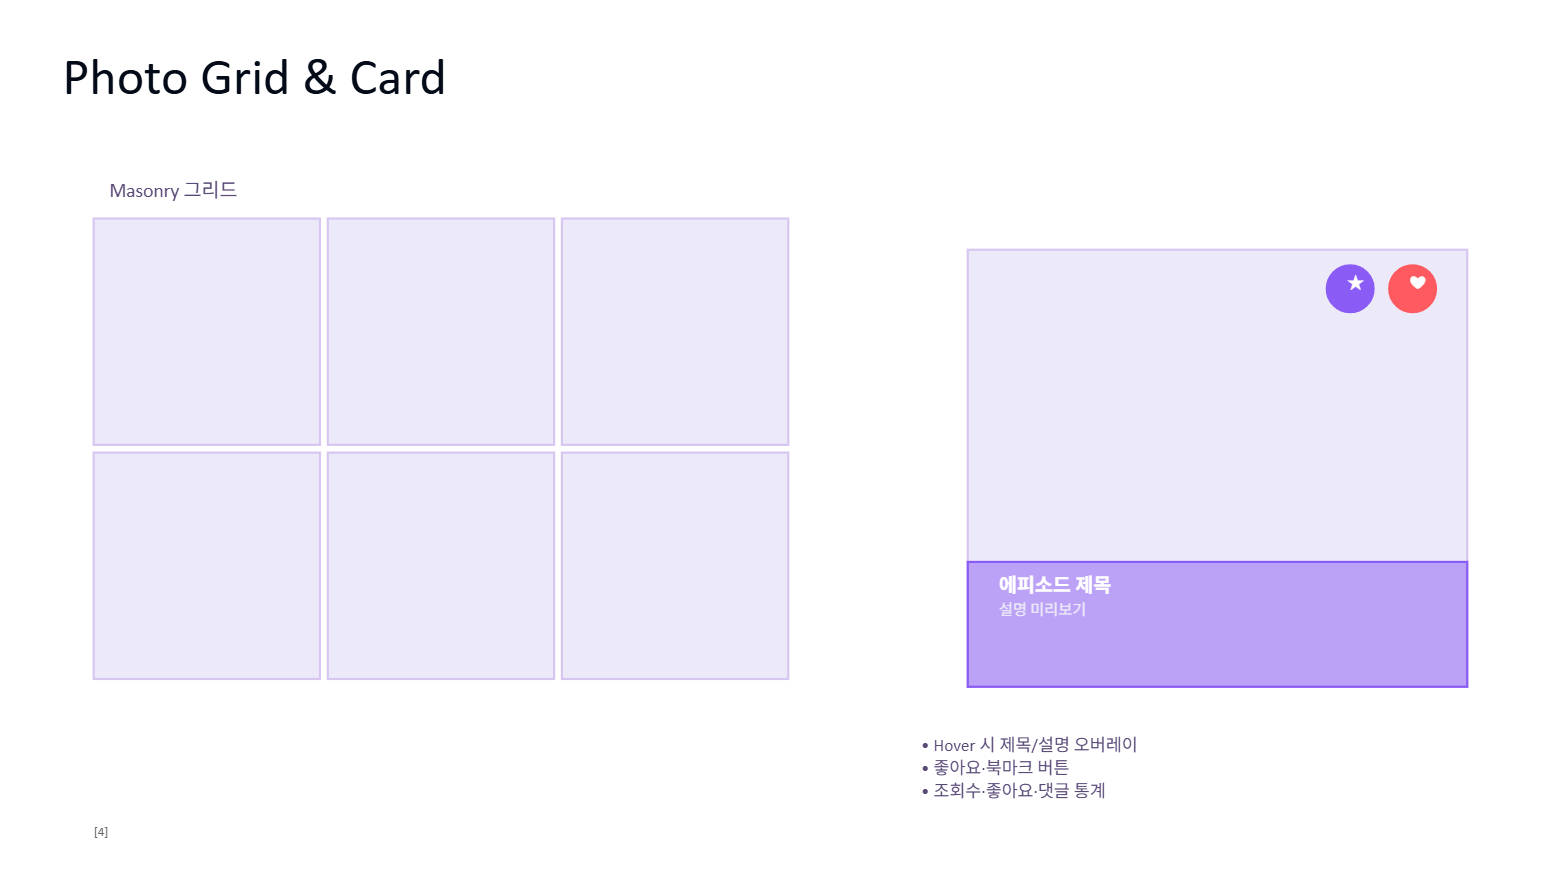 Photo Grid & Card
Masonry 그리드
에피소드 제목
설명 미리보기
• Hover 시 제목/설명 오버레이
• 좋아요·북마크 버튼
• 조회수·좋아요·댓글 통계
[4]